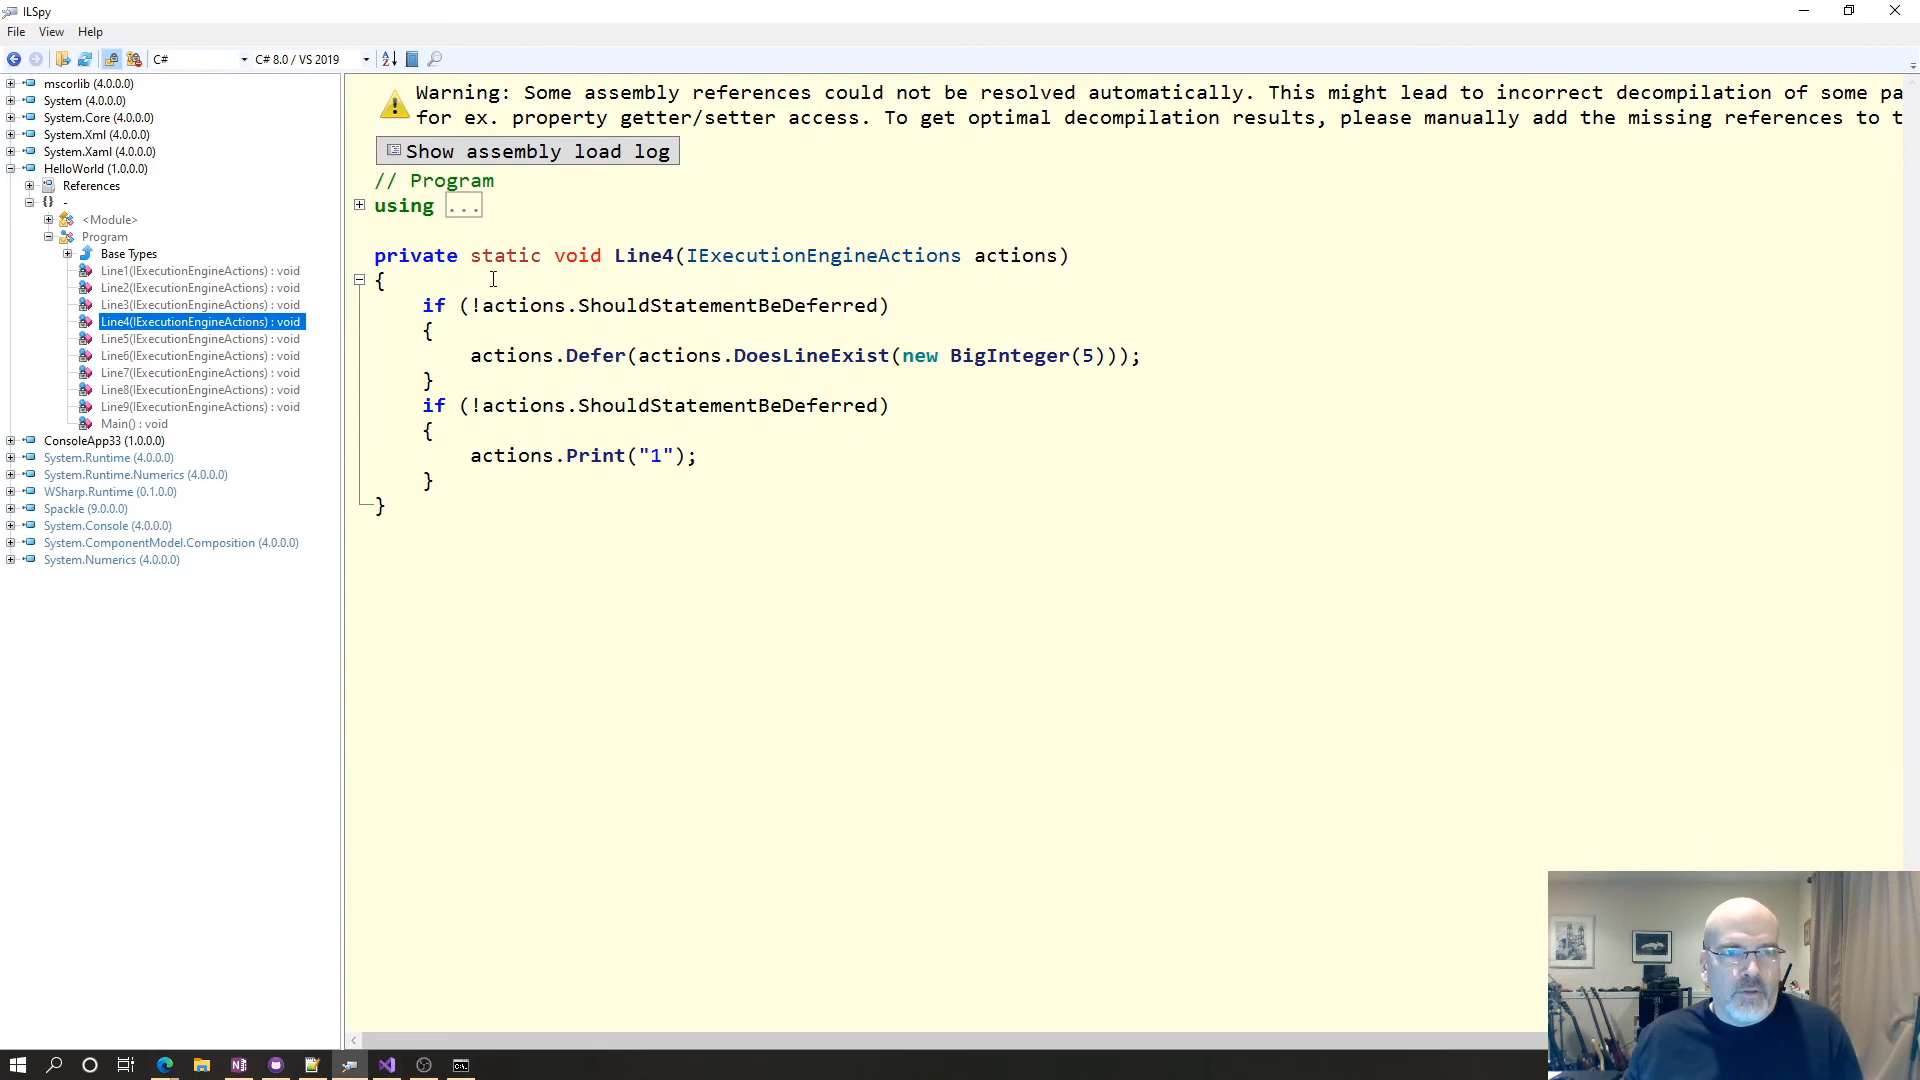 ILSpy
File View Help
C# C# 8.0 / VS 2019
mscorlib (4.0.0.0)
System (4.0.0.0)
System.Core (4.0.0.0)
System.Xml (4.0.0.0)
System.Xaml (4.0.0.0)
HelloWorld (1.0.0.0)
References
{} -
<Module>
Program
Base Types
Line1(IExecutionEngineActions) : void
Line2(IExecutionEngineActions) : void
Line3(IExecutionEngineActions) : void
Line4(IExecutionEngineActions) : void
Line5(IExecutionEngineActions) : void
Line6(IExecutionEngineActions) : void
Line7(IExecutionEngineActions) : void
Line8(IExecutionEngineActions) : void
Line9(IExecutionEngineActions) : void
Main() : void
ConsoleApp33 (1.0.0.0)
System.Runtime (4.0.0.0)
System.Runtime.Numerics (4.0.0.0)
WSharp.Runtime (0.1.0.0)
Spackle (9.0.0.0)
System.Console (4.0.0.0)
System.ComponentModel.Composition (4.0.0.0)
System.Numerics (4.0.0.0)
Warning: Some assembly references could not be resolved automatically. This might lead to incorrect decompilation of some pa
for ex. property getter/setter access. To get optimal decompilation results, please manually add the missing references to t
Show assembly load log
// Program
using ...
private static void Line4(IExecutionEngineActions actions)
{
if (!actions.ShouldStatementBeDeferred)
{
actions.Defer(actions.DoesLineExist(new BigInteger(5)));
}
if (!actions.ShouldStatementBeDeferred)
{
actions.Print("1");
}
}